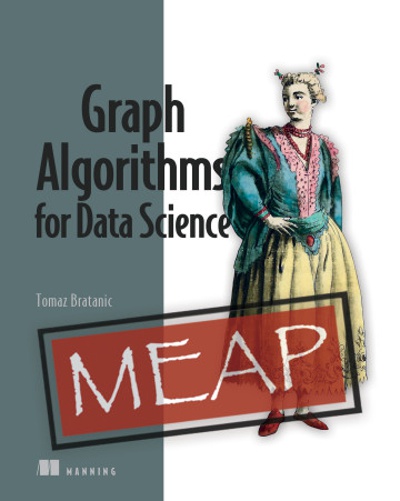 Graph
Algorithms
for Data Science
Tomaz Bratanic
MEAP
MANNING